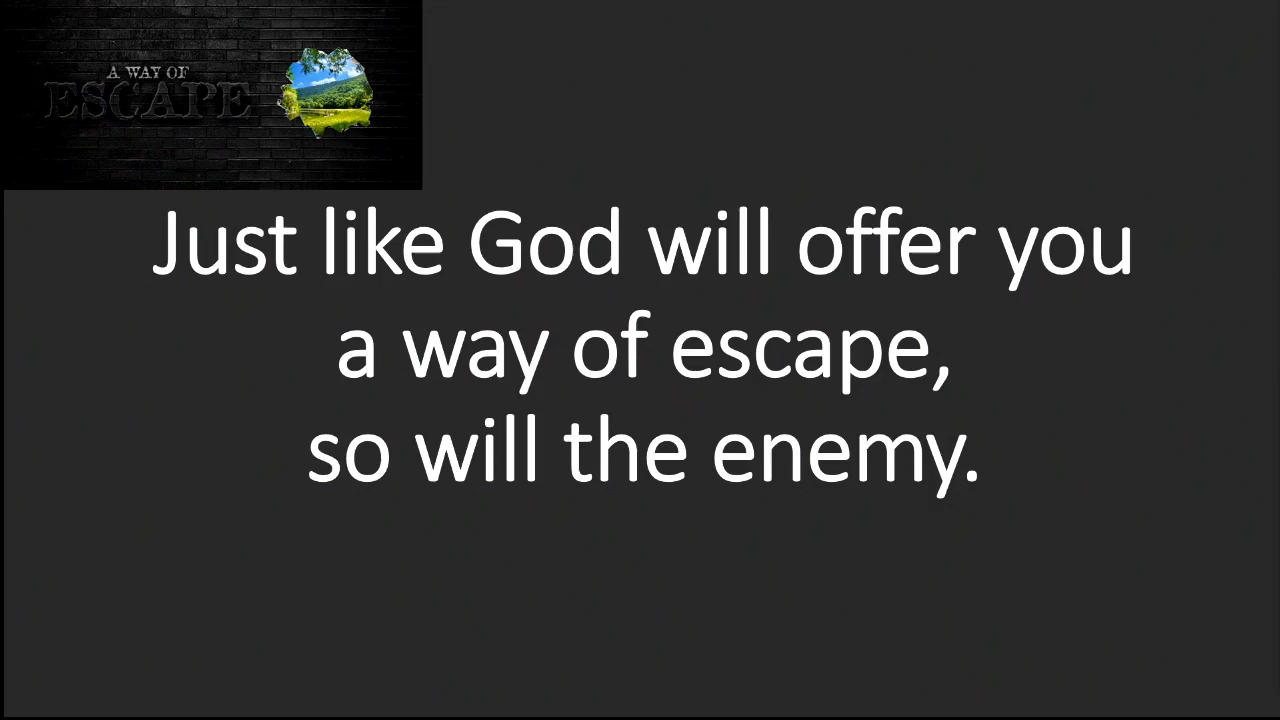 A WAY OF
ESCAPE
Just like God will offer you
a way of escape,
so will the enemy.